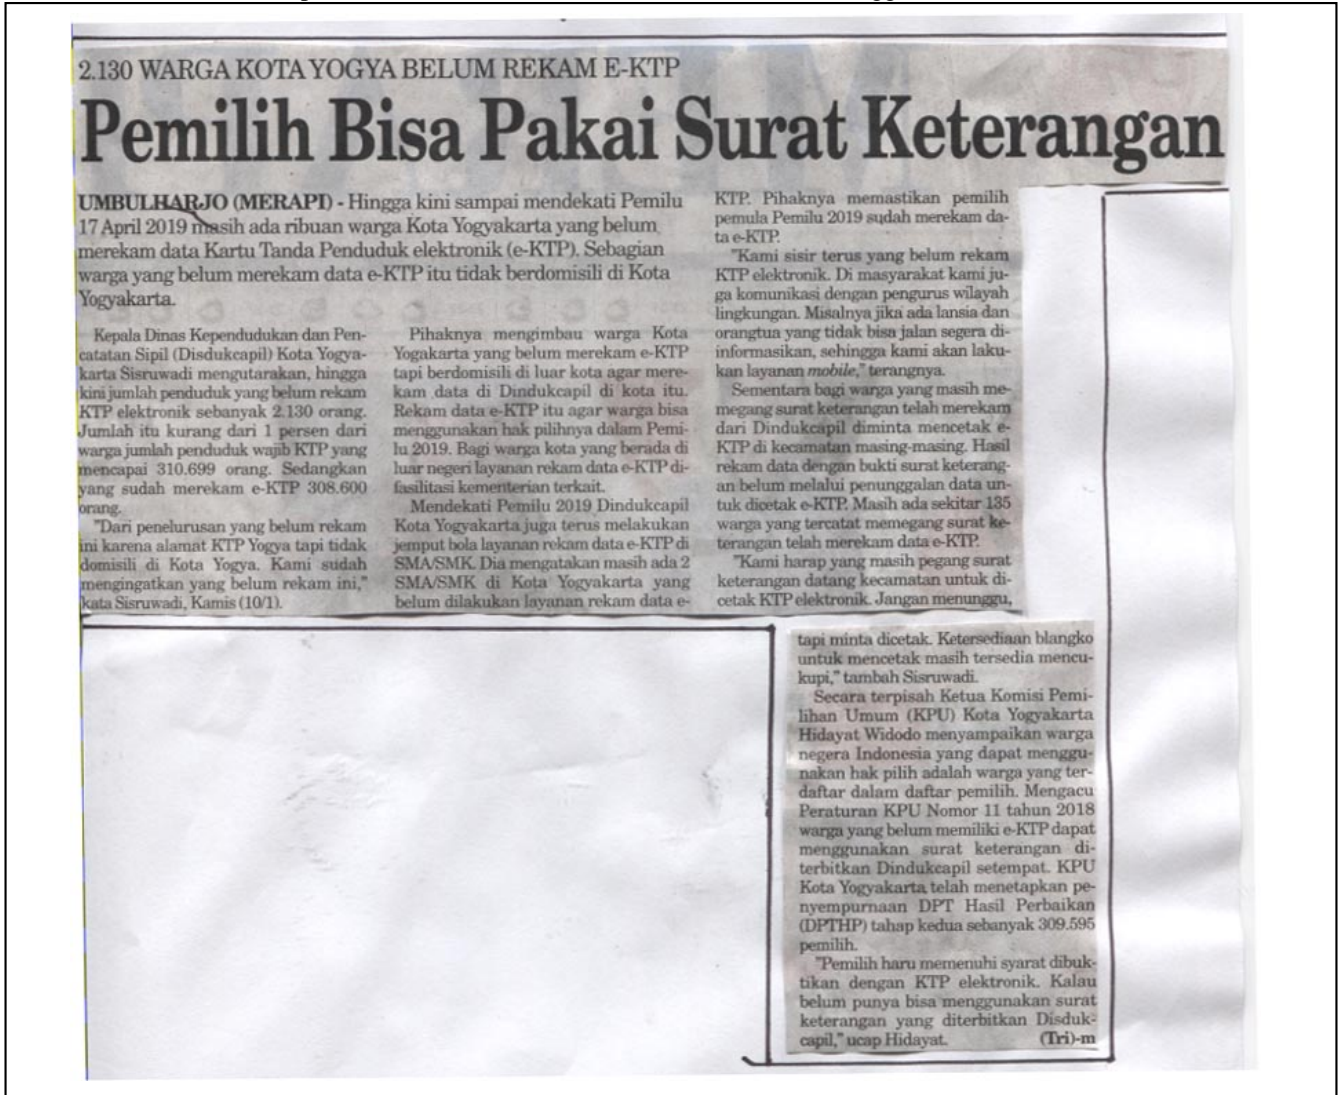 2.130 WARGA KOTA YOGYA BELUM REKAM E-KTP
Pemilih Bisa Pakai Surat Keterangan
UMBULHARJO (MERAPI) - Hingga kini sampai mendekati Pemilu
17 April 2019 masih ada ribuan warga Kota Yogyakarta yang belum
merekam data Kartu Tanda Penduduk elektronik (e-KTP). Sebagian
warga yang belum merekam data e-KTP itu tidak berdomisili di Kota
Yogyakarta.
Kepala Dinas Kependudukan dan Pen-
catatan Sipil (Disdukcapil) Kota Yogya-
karta Sisruwadi mengutarakan, hingga
kini jumlah penduduk yang belum rekam
KTP elektronik sebanyak 2.130 orang.
Jumlah itu kurang dari 1 persen dari
warga jumlah penduduk wajib KTP yang
mencapai 310.699 orang. Sedangkan
yang sudah merekam e-KTP 308.600
orang.
"Dari penelurusan yang belum rekam
ini karena alamat KTP Yogya tapi tidak
domisili di Kota Yogya. Kami sudah
mengingatkan yang belum rekam ini,"
kata Sisruwadi, Kamis (10/1).
Pihaknya mengimbau warga Kota
Yogakarta yang belum merekam e-KTP
tapi berdomisili di luar kota agar mere-
kam data di Dindukcapil di kota itu.
Rekam data e-KTP itu agar warga bisa
menggunakan hak pilihnya dalam Pemi-
lu 2019. Bagi warga kota yang berada di
luar negeri layanan rekam data e-KTP di-
fasilitasi kementerian terkait.
Mendekati Pemilu 2019 Dindukcapil
Kota Yogyakarta juga terus melakukan
jemput bola layanan rekam data e-KTP di
SMA/SMK. Dia mengatakan masih ada 2
SMA/SMK di Kota Yogyakarta yang
belum dilakukan layanan rekam data e-
KTP. Pihaknya memastikan pemilih
pemula Pemilu 2019 sudah merekam da-
ta e-KTP.
"Kami sisir terus yang belum rekam
KTP elektronik. Di masyarakat kami ju-
ga komunikasi dengan pengurus wilayah
lingkungan. Misalnya jika ada lansia dan
orangtua yang tidak bisa jalan segera di-
informasikan, sehingga kami akan laku-
kan layanan mobile," terangnya.
Sementara bagi warga yang masih me-
megang surat keterangan telah merekam
dari Dindukcapil diminta mencetak e-
KTP di kecamatan masing-masing. Hasil
rekam data dengan bukti surat keterang-
an belum melalui penunggalan data un-
tuk dicetak e-KTP. Masih ada sekitar 135
warga yang tercatat memegang surat ke-
terangan telah merekam data e-KTP.
"Kami harap yang masih pegang surat
keterangan datang kecamatan untuk di-
cetak KTP elektronik. Jangan menunggu,
tapi minta dicetak. Ketersediaan blangko
untuk mencetak masih tersedia mencu-
kupi," tambah Sisruwadi.
Secara terpisah Ketua Komisi Pemi-
lihan Umum (KPU) Kota Yogyakarta
Hidayat Widodo menyampaikan warga
negera Indonesia yang dapat menggu-
nakan hak pilih adalah warga yang ter-
daftar dalam daftar pemilih. Mengacu
Peraturan KPU Nomor 11 tahun 2018
warga yang belum memiliki e-KTP dapat
menggunakan surat keterangan di-
terbitkan Dindukcapil setempat. KPU
Kota Yogyakarta telah menetapkan pe-
nyempurnaan DPT Hasil Perbaikan
(DPTHP) tahap kedua sebanyak 309.595
pemilih.
"Pemilih haru memenuhi syarat dibuk-
tikan dengan KTP elektronik. Kalau
belum punya bisa menggunakan surat
keterangan yang diterbitkan Disduk-
capil," ucap Hidayat. (Tri)-m